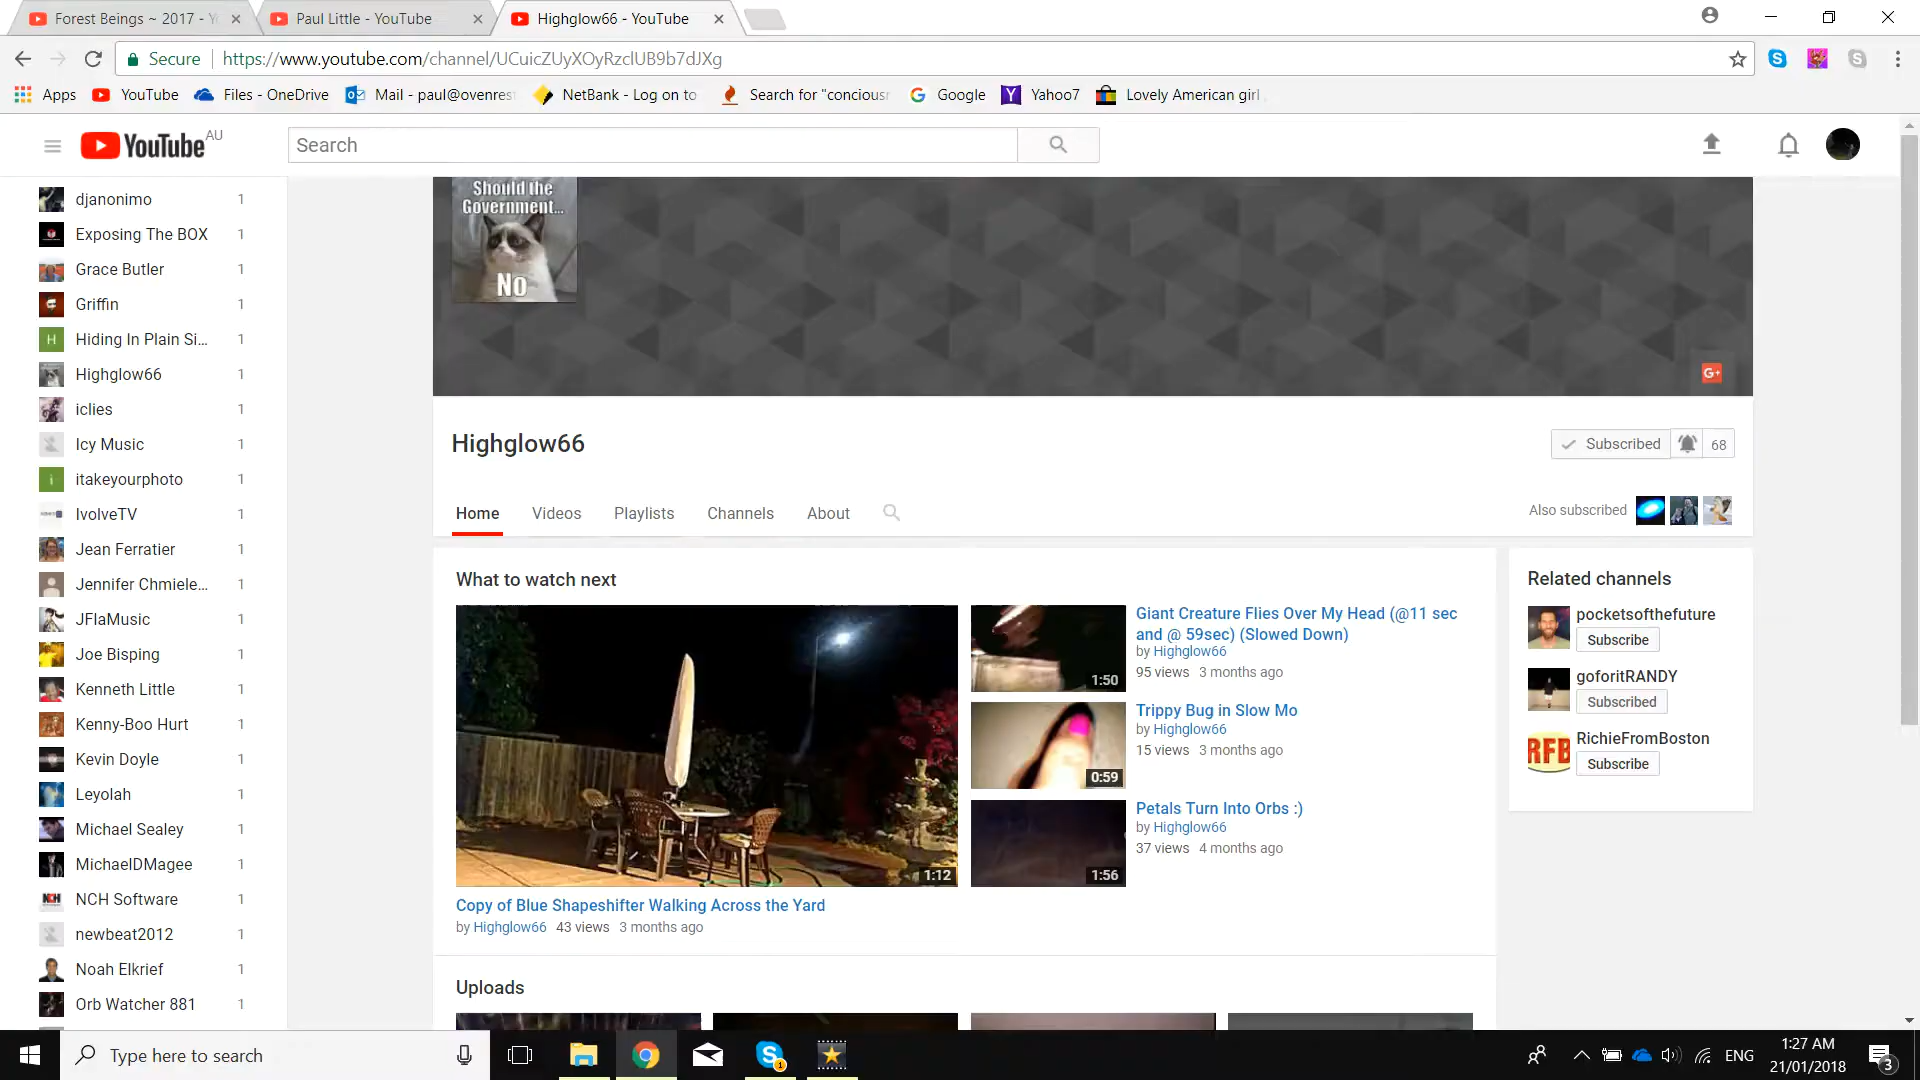 Forest Beings ~ 2017 - Y
Paul Little - YouTube
Highglow66 - YouTube
Secure
https://www.youtube.com/channel/UCuicZUyXOyRzclUB9b7dJXg
Apps
YouTube
Files - OneDrive
Mail - paul@ovenrest
NetBank - Log on to
Search for "conciousn
Google
Yahoo7
Lovely American girl
YouTube AU
Search
djanonimo 1
Exposing The BOX 1
Grace Butler 1
Griffin 1
Hiding In Plain Si... 1
Highglow66 1
iclies 1
Icy Music 1
itakeyourphoto 1
IvolveTV 1
Jean Ferratier 1
Jennifer Chmiele... 1
JFlaMusic 1
Joe Bisping 1
Kenneth Little 1
Kenny-Boo Hurt 1
Kevin Doyle 1
Leyolah 1
Michael Sealey 1
MichaelDMagee 1
NCH Software 1
newbeat2012 1
Noah Elkrief 1
Orb Watcher 881 1
Should the
Government...
No
G+
Highglow66
Subscribed 68
Home
Videos
Playlists
Channels
About
Also subscribed
What to watch next
1:12
Copy of Blue Shapeshifter Walking Across the Yard
by Highglow66 43 views 3 months ago
1:50
Giant Creature Flies Over My Head (@11 sec
and @ 59sec) (Slowed Down)
by Highglow66
95 views 3 months ago
0:59
Trippy Bug in Slow Mo
by Highglow66
15 views 3 months ago
1:56
Petals Turn Into Orbs :)
by Highglow66
37 views 4 months ago
Uploads
Related channels
pocketsofthefuture
Subscribe
goforitRANDY
Subscribed
RFB
RichieFromBoston
Subscribe
Type here to search
1
ENG
1:27 AM
21/01/2018
3